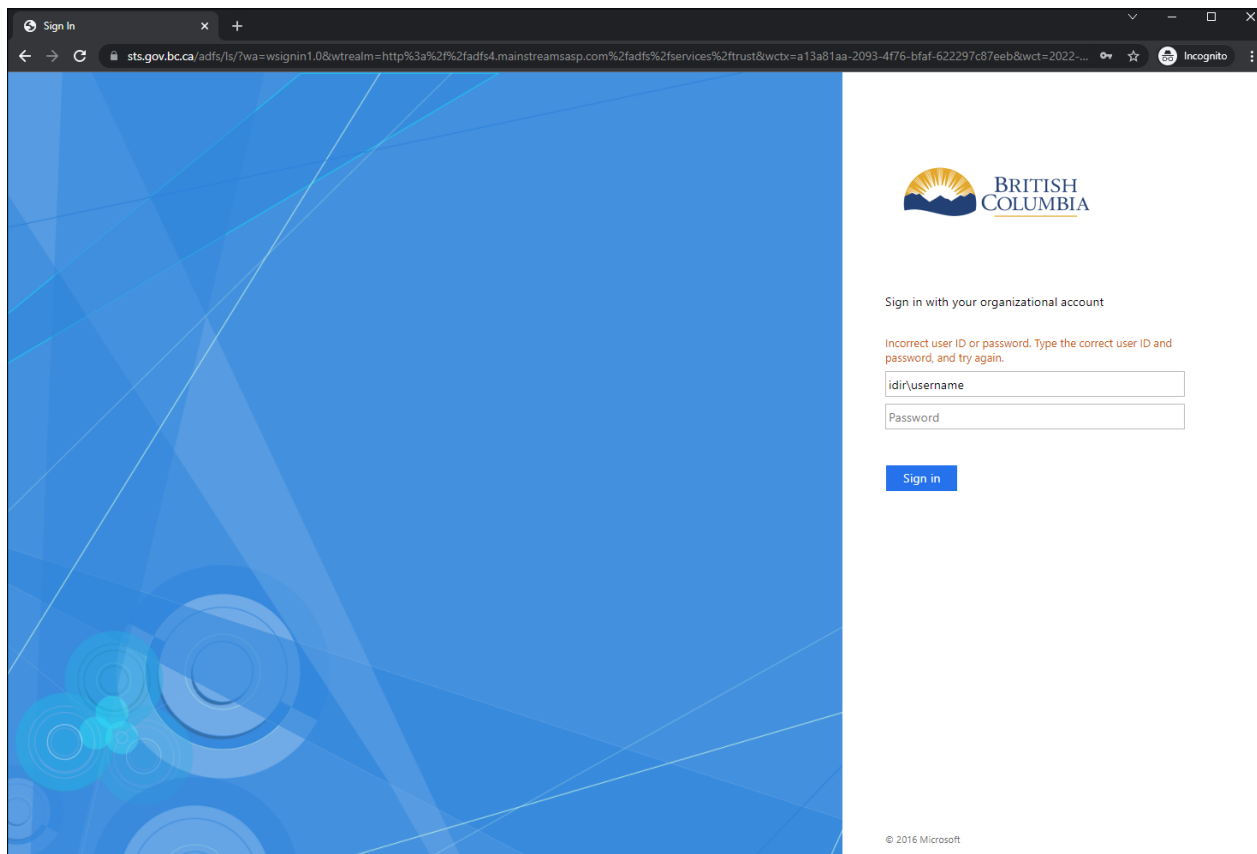 Sign In
sts.gov.bc.ca/adfs/ls/?wa=wsignin1.0&wtrealm=http%3a%2f%2fadfs4.mainstreamsasp.com%2fadfs%2fservices%2ftrust&wctx=a13a81aa-2093-4f76-bfaf-622297c87eeb&wct=2022-...
Incognito
BRITISH
COLUMBIA
Sign in with your organizational account
Incorrect user ID or password. Type the correct user ID and
password, and try again.
idir\username
Password
Sign in
© 2016 Microsoft